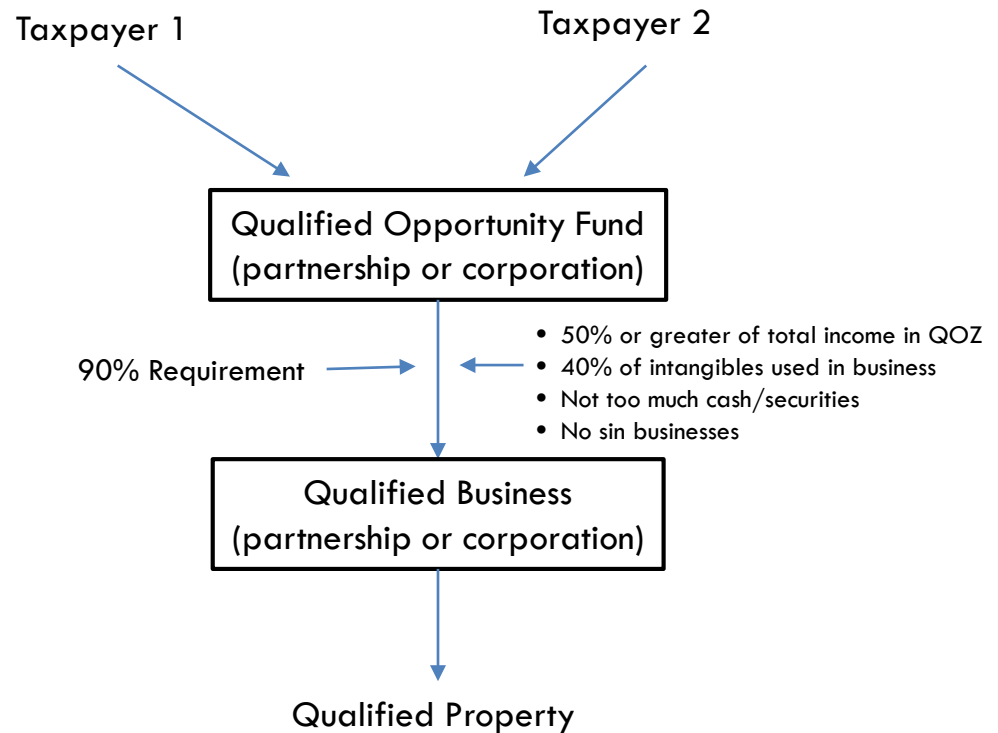 Taxpayer 1
Taxpayer 2
Qualified Opportunity Fund
(partnership or corporation)
90% Requirement
• 50% or greater of total income in QOZ
• 40% of intangibles used in business
• Not too much cash/securities
• No sin businesses
Qualified Business
(partnership or corporation)
Qualified Property